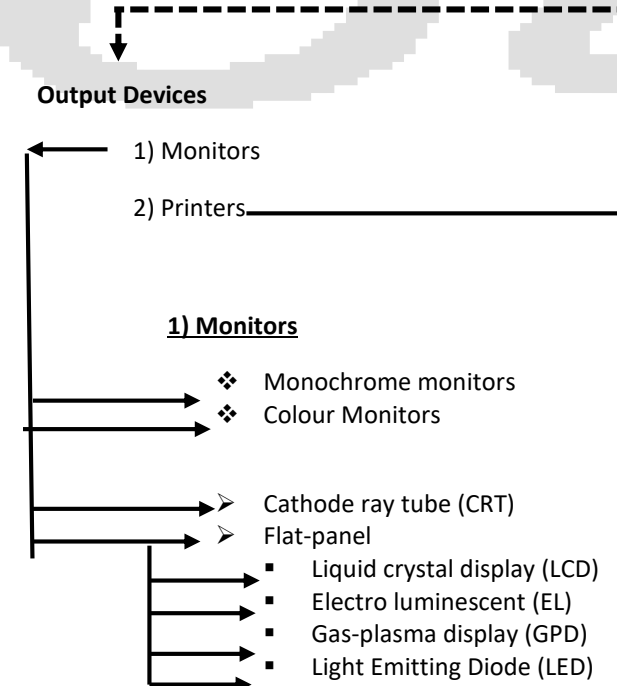 Output Devices
1) Monitors
2) Printers
1) Monitors
❖ Monochrome monitors
❖ Colour Monitors
➢ Cathode ray tube (CRT)
➢ Flat-panel
▪ Liquid crystal display (LCD)
▪ Electro luminescent (EL)
▪ Gas-plasma display (GPD)
▪ Light Emitting Diode (LED)